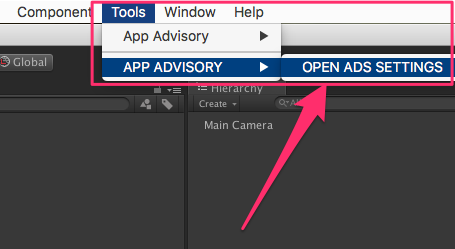 Component Tools Window Help
App Advisory
APP ADVISORY OPEN ADS SETTINGS
Global
Hierarchy
Create
Main Camera